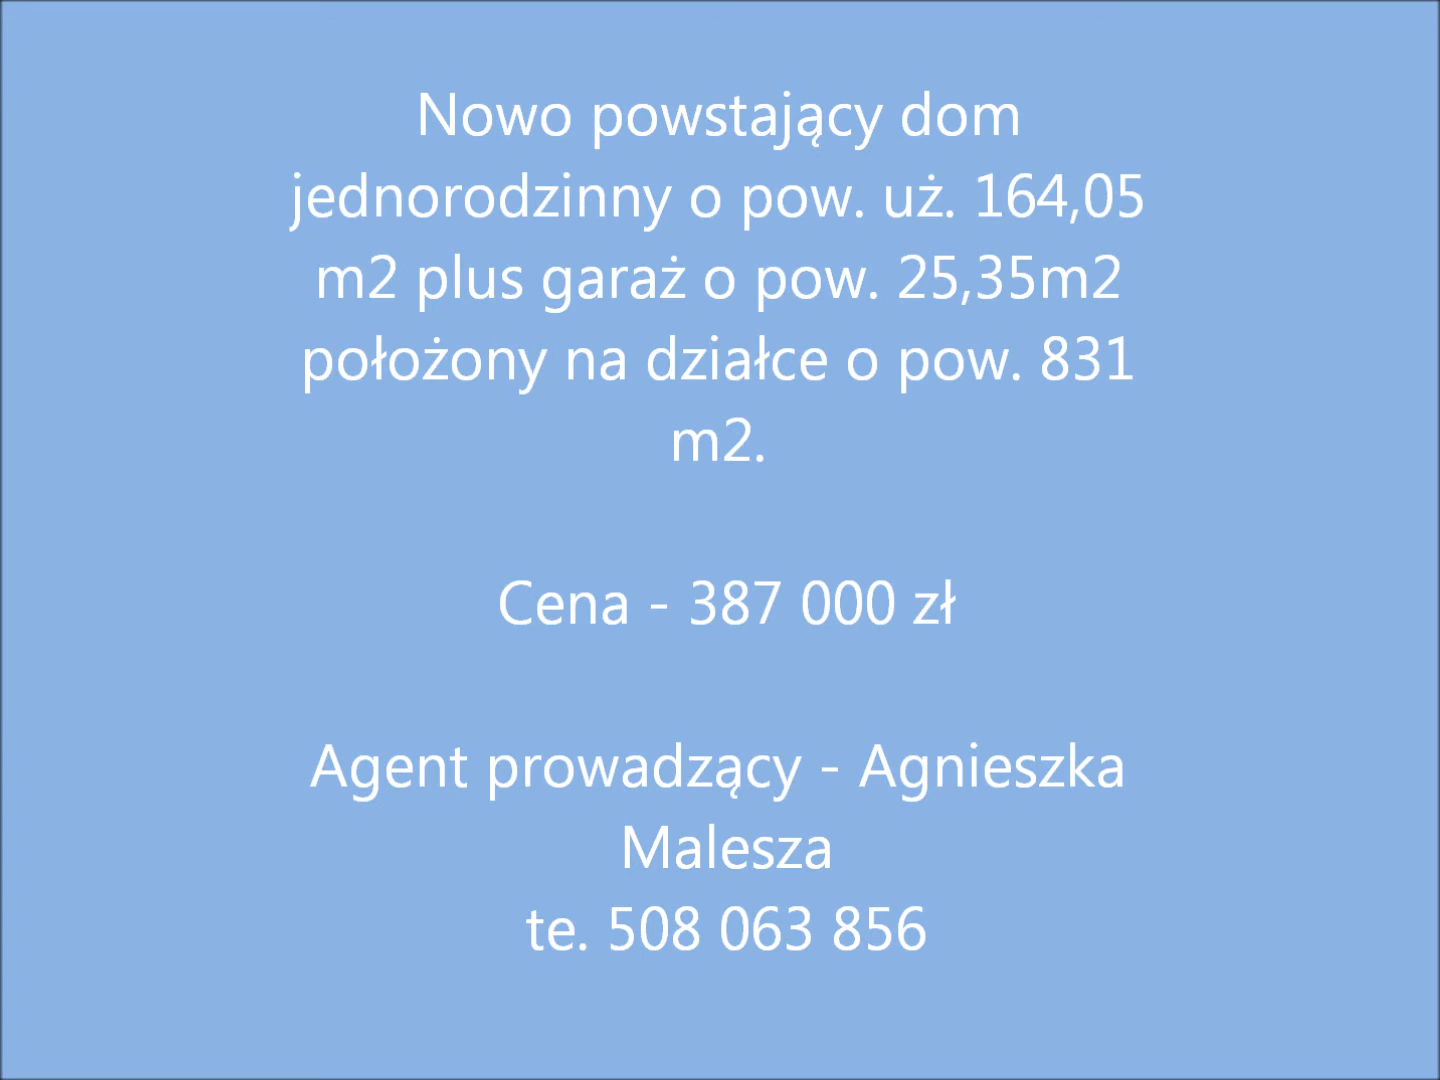 Nowo powstający dom
jednorodzinny o pow. uż. 164,05
m2 plus garaż o pow. 25,35m2
położony na działce o pow. 831
m2.
Cena - 387 000 zł
Agent prowadzący - Agnieszka
Malesza
te. 508 063 856